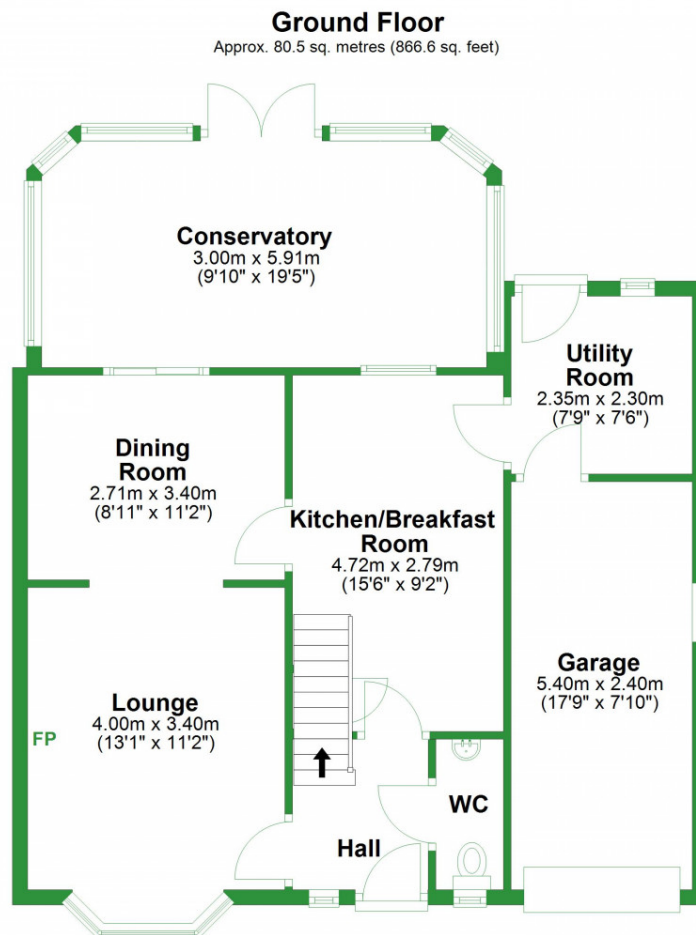 Ground Floor
Approx. 80.5 sq. metres (866.6 sq. feet)
Conservatory
3.00m x 5.91m
(9'10" x 19'5")
Utility
Room
2.35m x 2.30m
(7'9" x 7'6")
Dining
Room
2.71m x 3.40m
(8'11" x 11'2")
Kitchen/Breakfast
Room
4.72m x 2.79m
(15'6" x 9'2")
Garage
5.40m x 2.40m
(17'9" x 7'10")
Lounge
4.00m x 3.40m
(13'1" x 11'2")
FP
WC
Hall